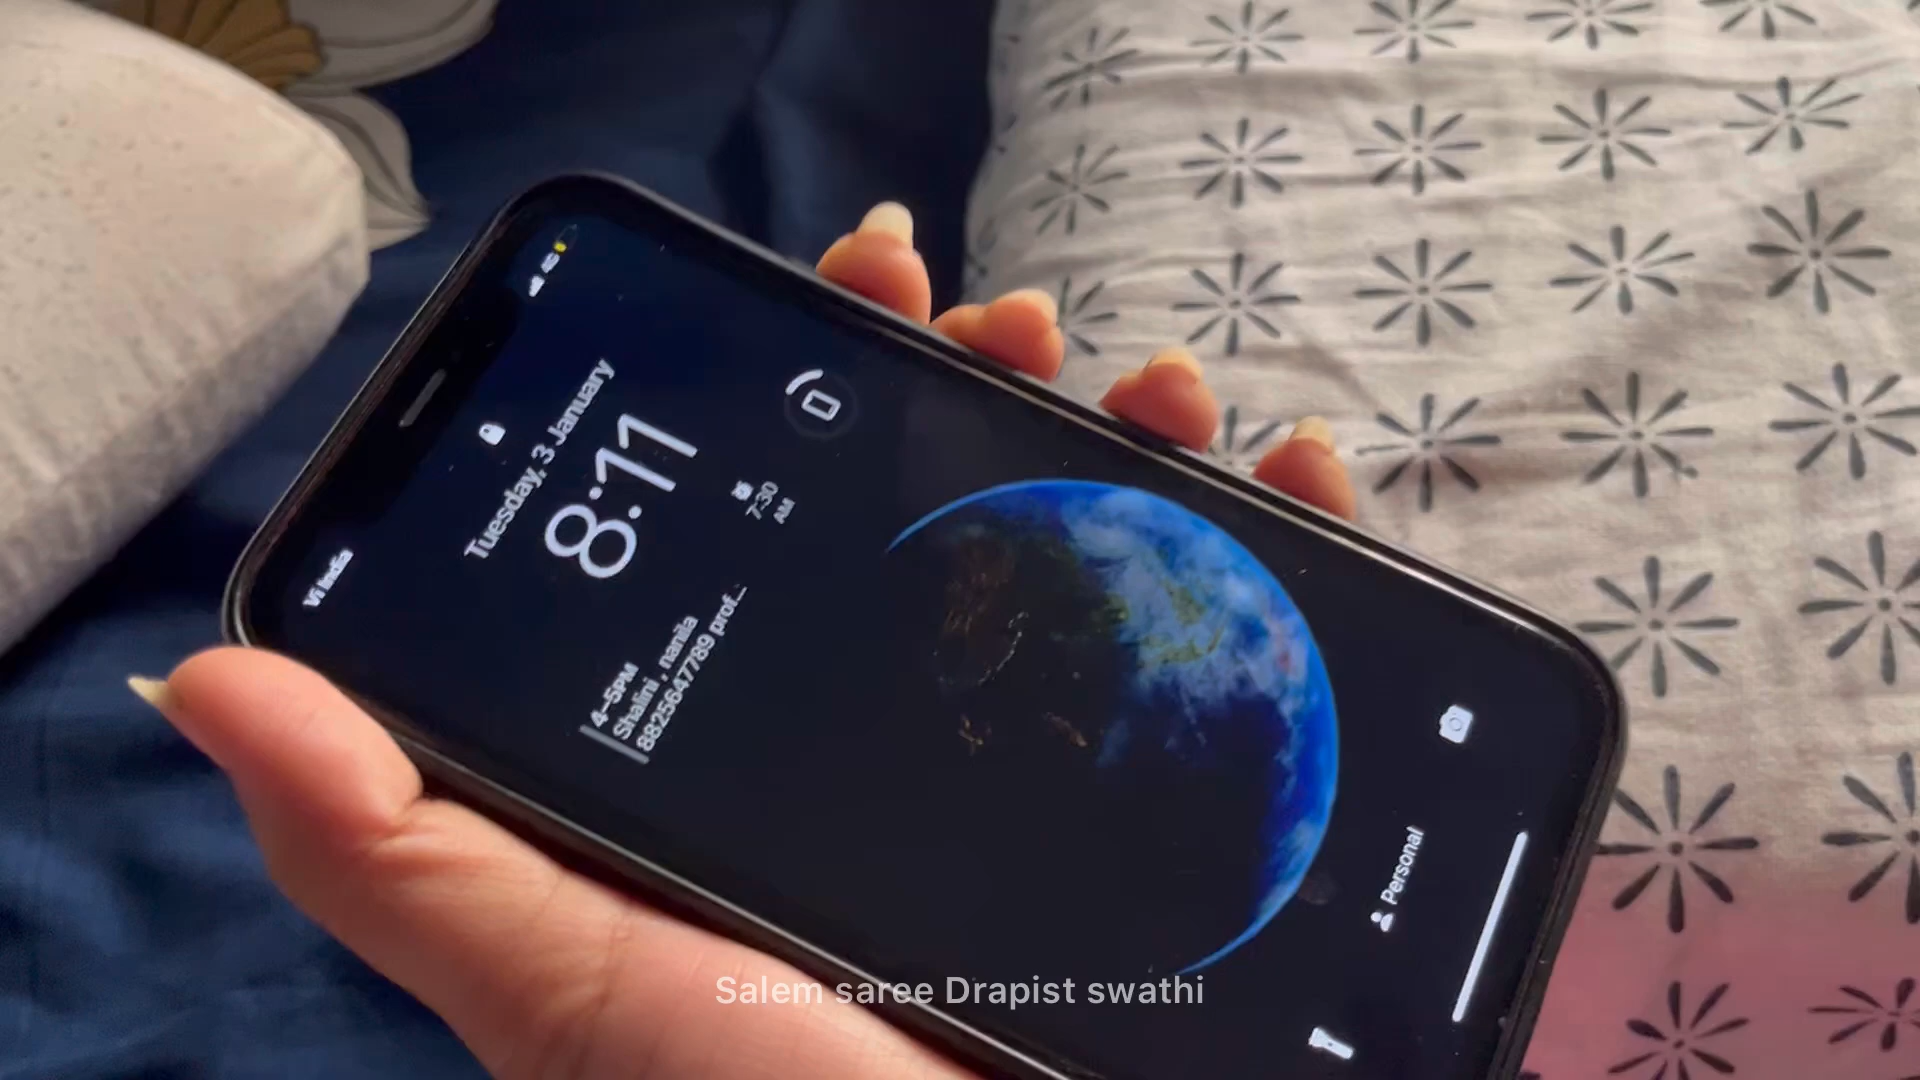 4G
Vi India
Tuesday, 3 January
8:11
7:30
AM
4–5PM
Shalini , nanila
8825647789 prof...
Personal
Salem saree Drapist swathi